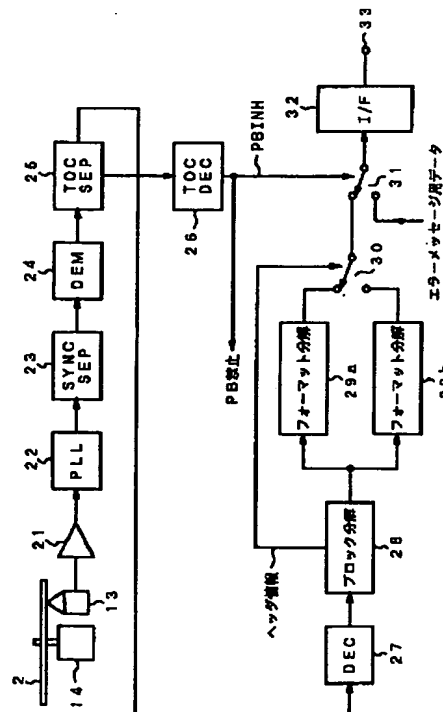 2
14
13
21
22
PLL
23
SYNC
SEP
24
DEM
TOC
SEP
26
TOC
DEC
PB禁止
PBINH
27
DEC
28
ブロック分解
ヘッダ情報
29a
フォーマット分解
フォーマット分解
30
31
エラーメッセージ用データ
32
I/F
33